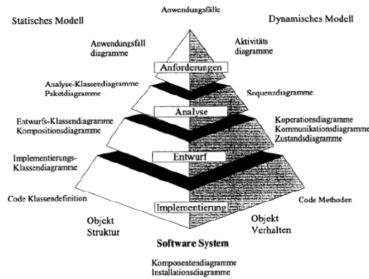 Anwendungsfälle
Statisches Modell
Dynamisches Modell
Anwendungsfall
diagramme
Aktivitäts
diagramme
Anforderungen
Analyse-Klassendiagramme
Paketdiagramme
Sequenzdiagramme
Analyse
Entwurfs-Klassendiagramme
Kompositionsdiagramme
Koperationsdiagramme
Kommunikationsdiagramme
Zustandsdiagramme
Entwurf
Implementierungs-
Klassendiagramme
Code Klassendefinition
Code Methoden
Implementierung
Objekt
Struktur
Objekt
Verhalten
Software System
Komponentendiagramme
Installationsdiagramme